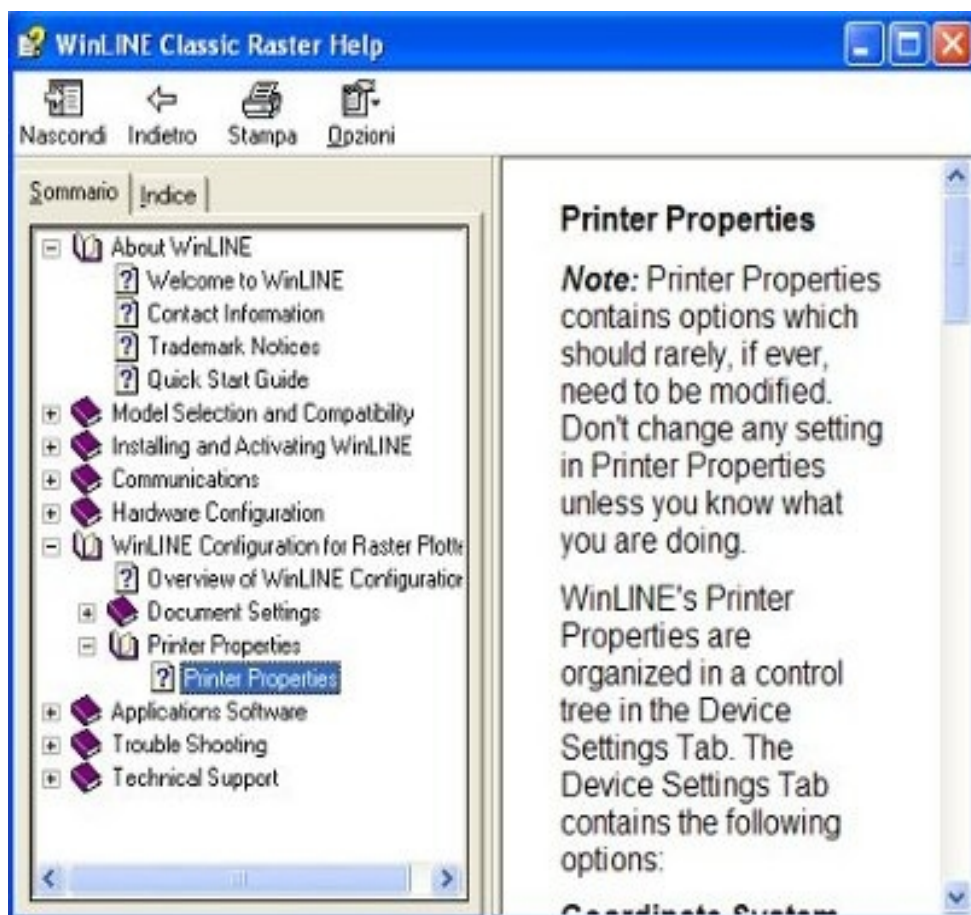 WinLINE Classic Raster Help
Nascondi Indietro Stampa Opzioni
Sommario Indice
About WinLINE
Welcome to WinLINE
Contact Information
Trademark Notices
Quick Start Guide
Model Selection and Compatibility
Installing and Activating WinLINE
Communications
Hardware Configuration
WinLINE Configuration for Raster
Overview of WinLINE Configuration
Document Settings
Printer Properties
Printer Properties
Applications Software
Trouble Shooting
Technical Support
Printer Properties
Note: Printer Properties
contains options which
should rarely, if ever,
need to be modified.
Don't change any setting
in Printer Properties
unless you know what
you are doing.
WinLINE's Printer
Properties are
organized in a control
tree in the Device
Settings Tab. The
Device Settings Tab
contains the following
options:
Coordinate System